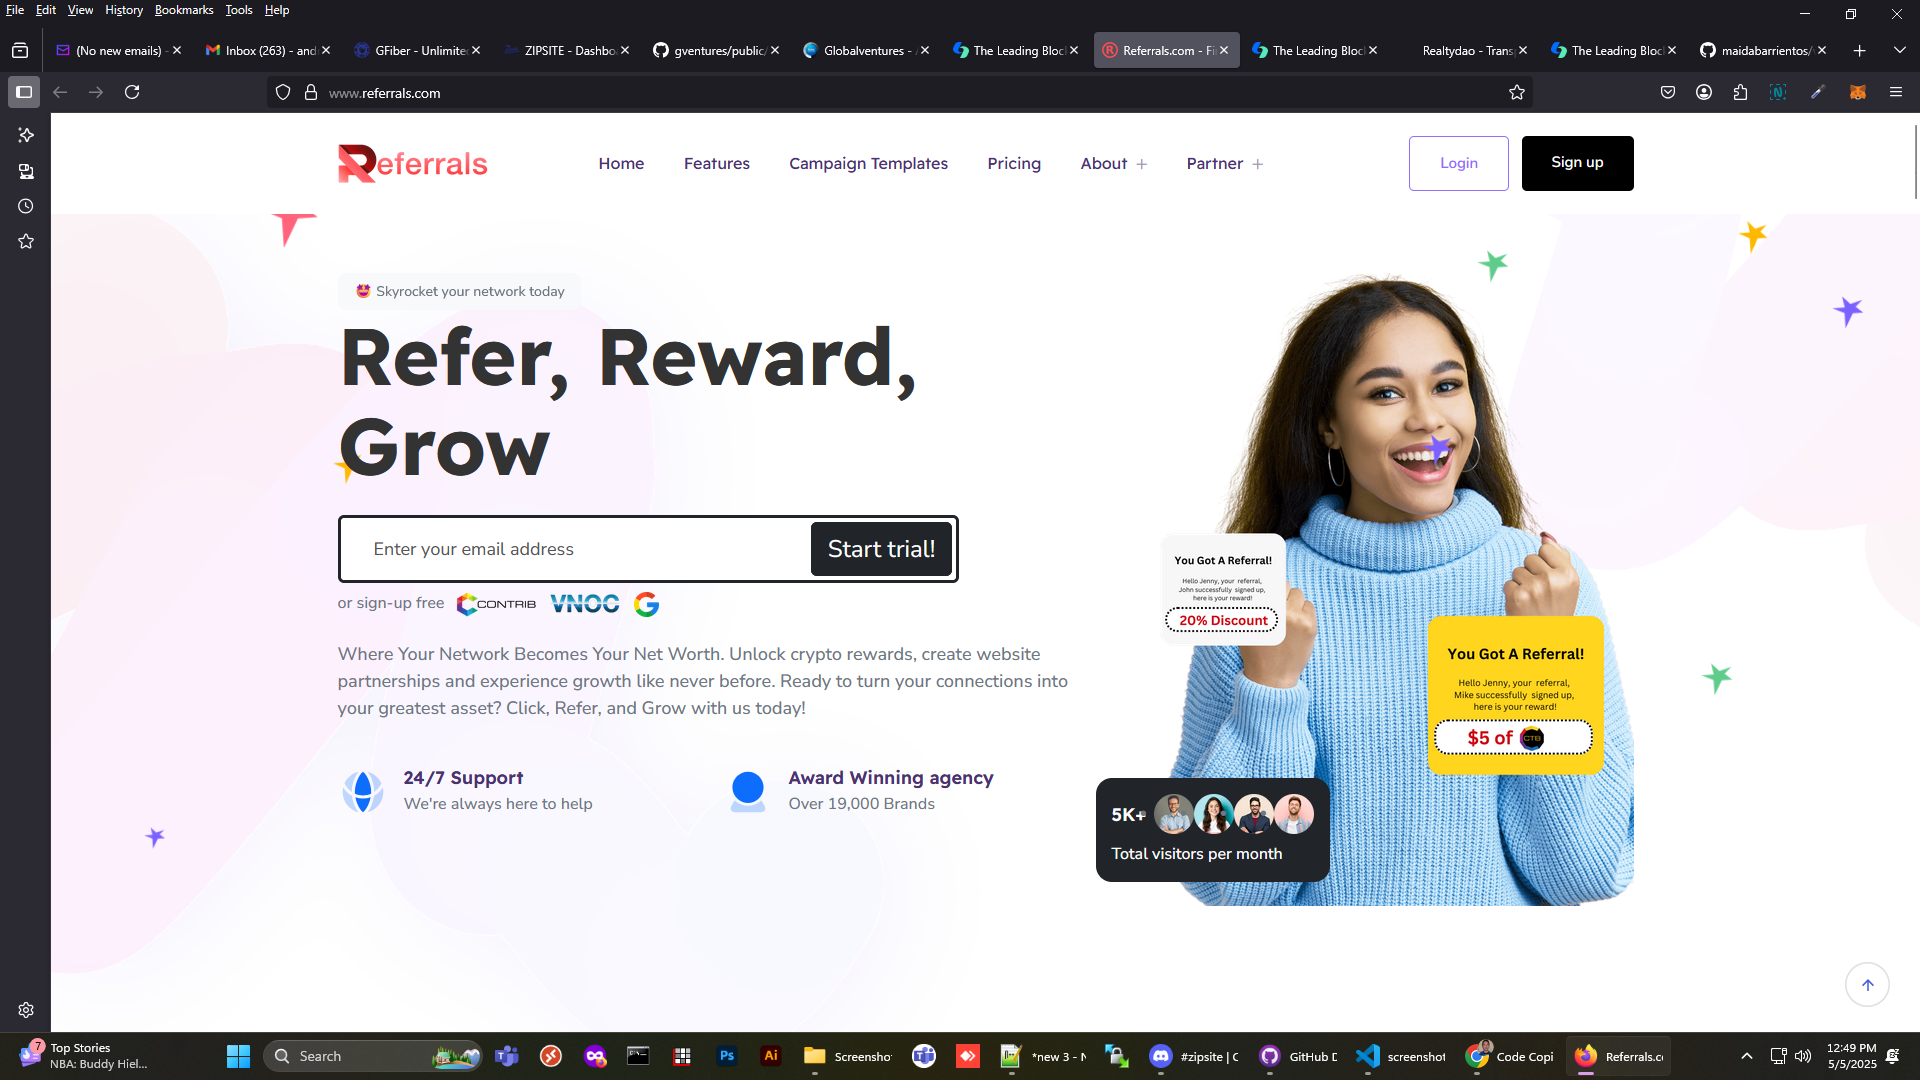 File Edit View History Bookmarks Tools Help
(No new emails) -
Inbox (263) - and
GFiber - Unlimite
ZIPSITE - Dashbo
gventures/public/
Globalventures - 
The Leading Bloc
Referrals.com - Fi
The Leading Bloc
Realtydao - Trans
The Leading Bloc
maidabarrientos/
www.referrals.com
Referrals
Home
Features
Campaign Templates
Pricing
About +
Partner +
Login
Sign up
Skyrocket your network today
Refer, Reward,
Grow
Enter your email address
Start trial!
or sign-up free CONTRIB VNOC G
Where Your Network Becomes Your Net Worth. Unlock crypto rewards, create website
partnerships and experience growth like never before. Ready to turn your connections into
your greatest asset? Click, Refer, and Grow with us today!
24/7 Support
We're always here to help
Award Winning agency
Over 19,000 Brands
You Got A Referral!
Hello Jenny, your referral,
John successfully signed up,
here is your reward!
20% Discount
You Got A Referral!
Hello Jenny, your referral,
Mike successfully signed up,
here is your reward!
$5 of CTB
5K+
Total visitors per month
7
Top Stories
NBA: Buddy Hiel...
Search
Ps
Ai
Screensho
*new 3 - N
#zipsite | C
GitHub D
screenshot
Code Copi
Referrals.co
12:49 PM
5/5/2025